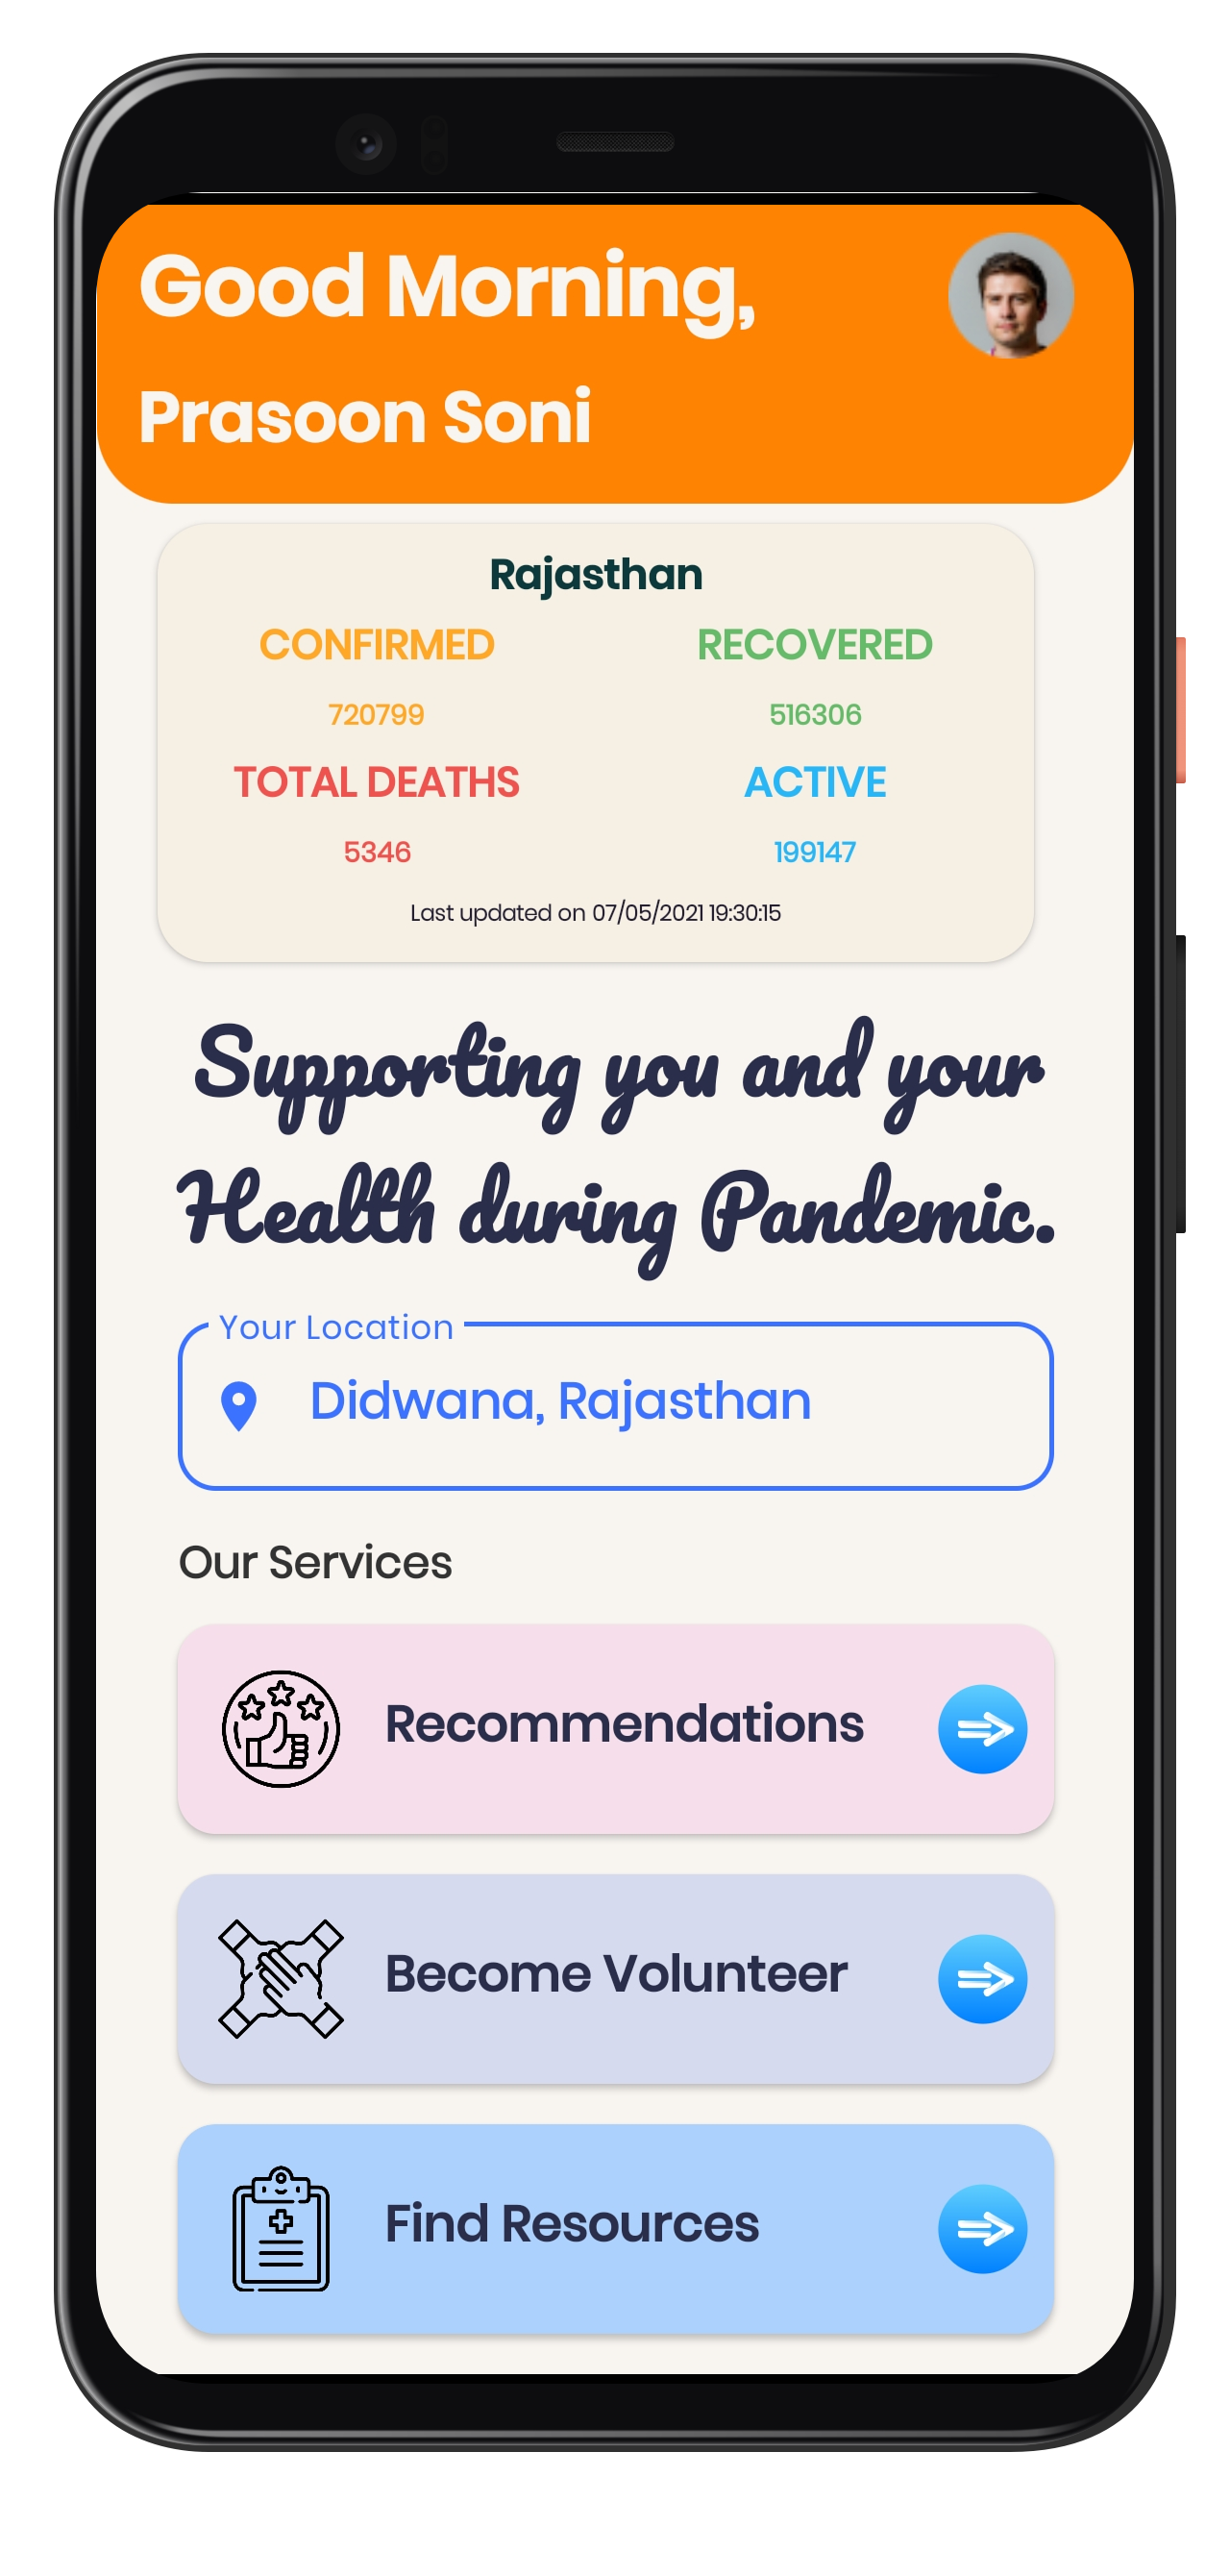 Good Morning,
Prasoon Soni
Rajasthan
CONFIRMED
RECOVERED
720799
516306
TOTAL DEATHS
ACTIVE
5346
199147
Last updated on 07/05/2021 19:30:15
Supporting you and your
Health during Pandemic.
Your Location
Didwana, Rajasthan
Our Services
Recommendations
Become Volunteer
Find Resources